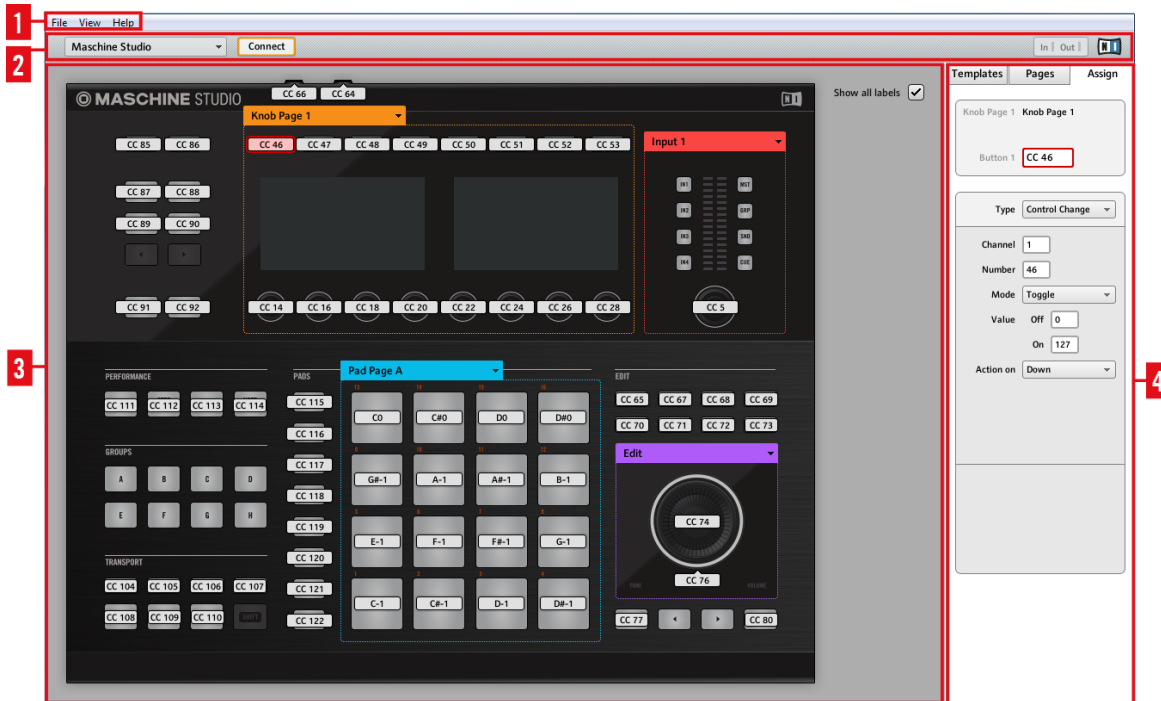 1
File View Help
2
Maschine Studio Connect In Out NI
3
4
MASCHINE STUDIO
CC 66 CC 64
NI
Show all labels
Templates Pages Assign
Knob Page 1
Knob Page 1 Knob Page 1
Button 1 CC 46
CC 85 CC 86
CC 46 CC 47 CC 48 CC 49 CC 50 CC 51 CC 52 CC 53
Input 1
CC 87 CC 88
CC 89 CC 90
IN1 MST
IN2 GRP
IN3 SND
IN4 CUE
CC 91 CC 92
CC 14 CC 16 CC 18 CC 20 CC 22 CC 24 CC 26 CC 28
CC 5
Type Control Change
Channel 1
Number 46
Mode Toggle
Value Off 0
On 127
Action on Down
PERFORMANCE
CC 111 CC 112 CC 113 CC 114
GROUPS
A B C D
E F G H
TRANSPORT
CC 104 CC 105 CC 106 CC 107
CC 108 CC 109 CC 110 SHIFT
PADS
CC 115
CC 116
CC 117
CC 118
CC 119
CC 120
CC 121
CC 122
Pad Page A
13 14 15 16
C0 C#0 D0 D#0
9 10 11 12
G#-1 A-1 A#-1 B-1
5 6 7 8
E-1 F-1 F#-1 G-1
1 2 3 4
C-1 C#-1 D-1 D#-1
EDIT
CC 65 CC 67 CC 68 CC 69
CC 70 CC 71 CC 72 CC 73
Edit
CC 74
CC 76
TUNE VOLUME
CC 77 CC 80